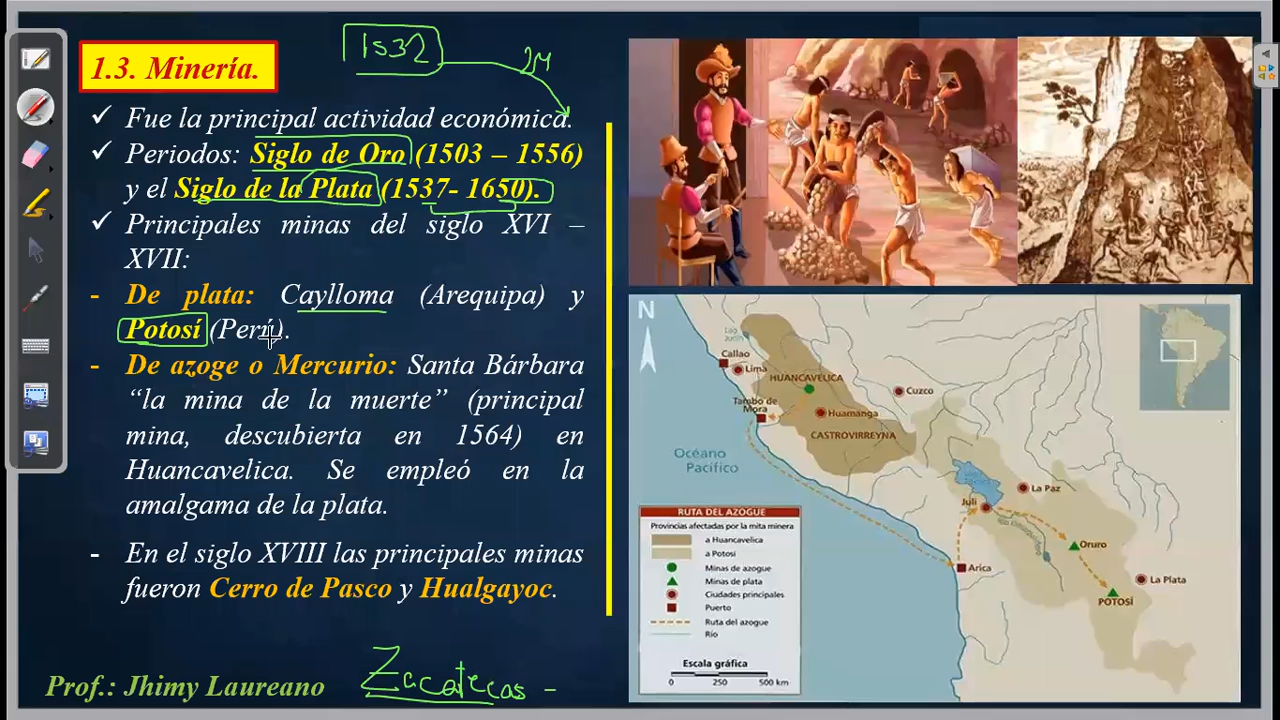 1532
2M
1.3. Minería.
✓ Fue la principal actividad económica.
✓ Periodos: Siglo de Oro (1503 – 1556)
y el Siglo de la Plata (1537- 1650).
✓ Principales minas del siglo XVI –
XVII:
- De plata: Caylloma (Arequipa) y
Potosí (Perú).
- De azoge o Mercurio: Santa Bárbara
“la mina de la muerte” (principal
mina, descubierta en 1564) en
Huancavelica. Se empleó en la
amalgama de la plata.
- En el siglo XVIII las principales minas
fueron Cerro de Pasco y Hualgayoc.
Prof.: Jhimy Laureano
Zacatecas -
N
Lago
Junín
Callao
Lima
HUANCAVELICA
Cuzco
Tambo de
Mora
Huamanga
CASTROVIRREYNA
Océano
Pacífico
La Paz
Juli
Oruro
Arica
La Plata
POTOSÍ
RUTA DEL AZOGUE
Provincias afectadas por la mita minera
a Huancavelica
a Potosí
Minas de azogue
Minas de plata
Ciudades principales
Puerto
Ruta del azogue
Río
Escala gráfica
0 250 500 km